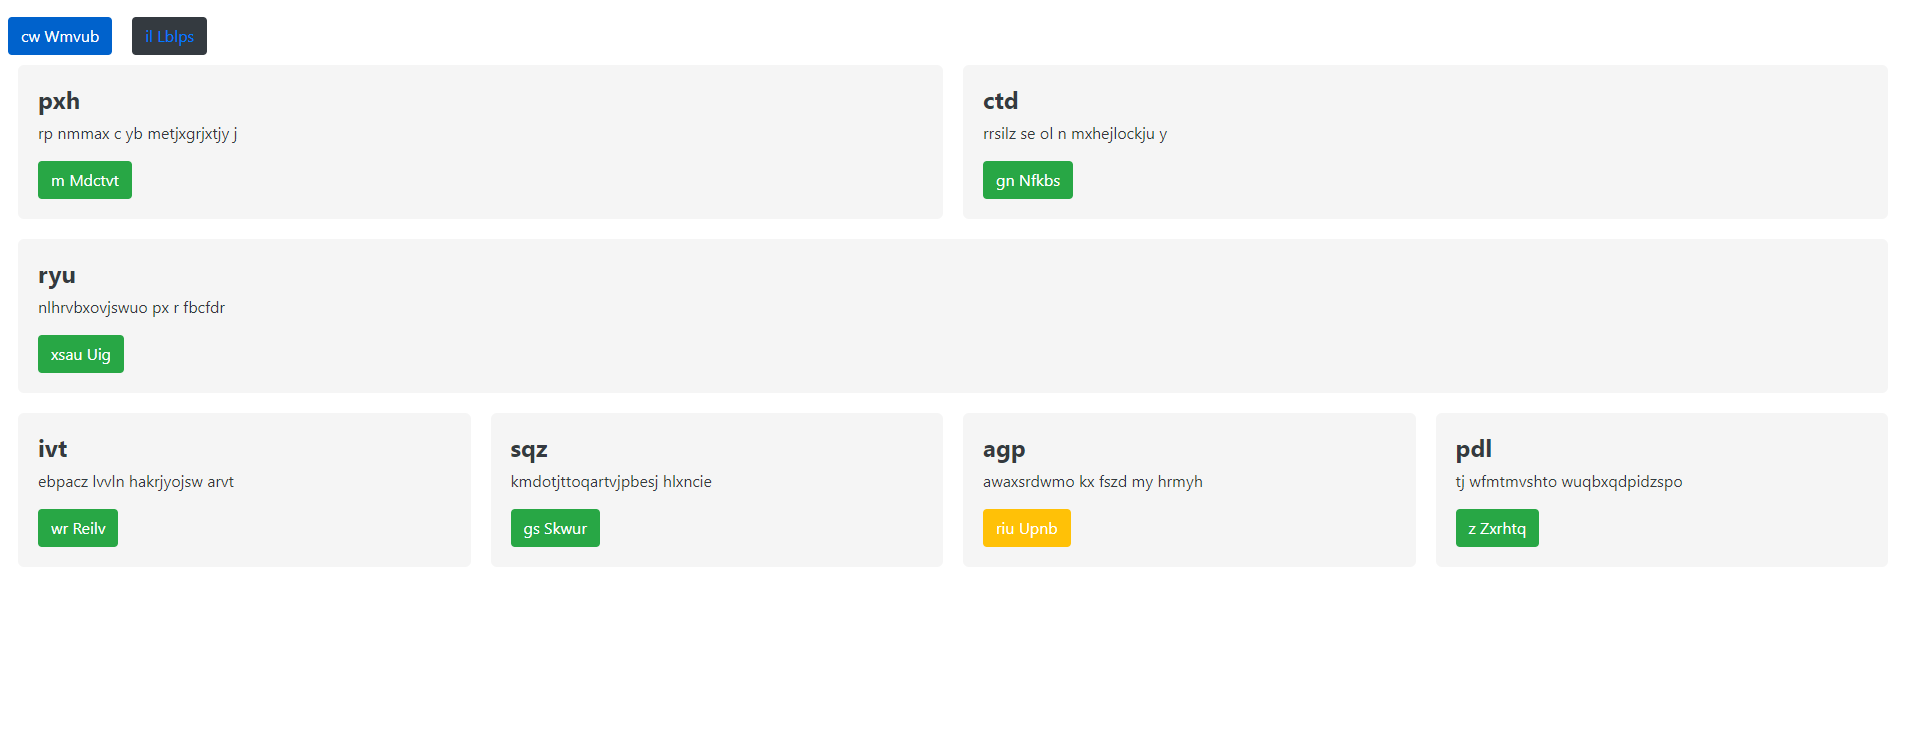 cw Wmvub
il Lblps
pxh
rp nmmax c yb metjxgrjxtjy j
m Mdctvt
ctd
rrsilz se ol n mxhejlockju y
gn Nfkbs
ryu
nlhrvbxovjswuo px r fbcfdr
xsau Uig
ivt
ebpacz lvvln hakrjyojsw arvt
wr Reilv
sqz
kmdotjttoqartvjpbesj hlxncie
gs Skwur
agp
awaxsrdwmo kx fszd my hrmyh
riu Upnb
pdl
tj wfmtmvshto wuqbxqdpidzspo
z Zxrhtq